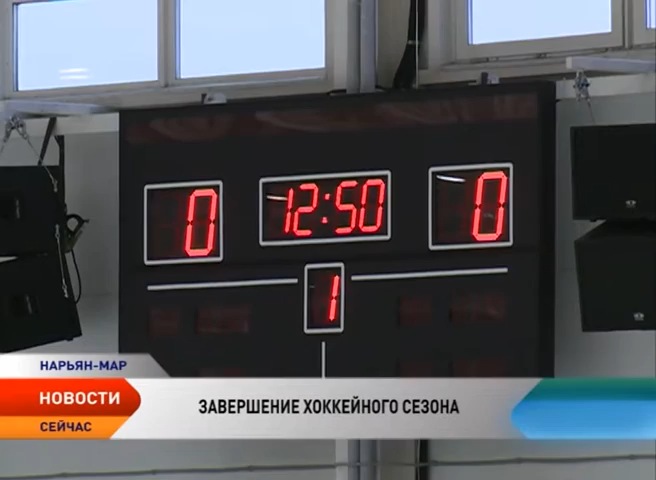 0 12:50 0
1
НАРЬЯН-МАР
НОВОСТИ
СЕЙЧАС
ЗАВЕРШЕНИЕ ХОККЕЙНОГО СЕЗОНА